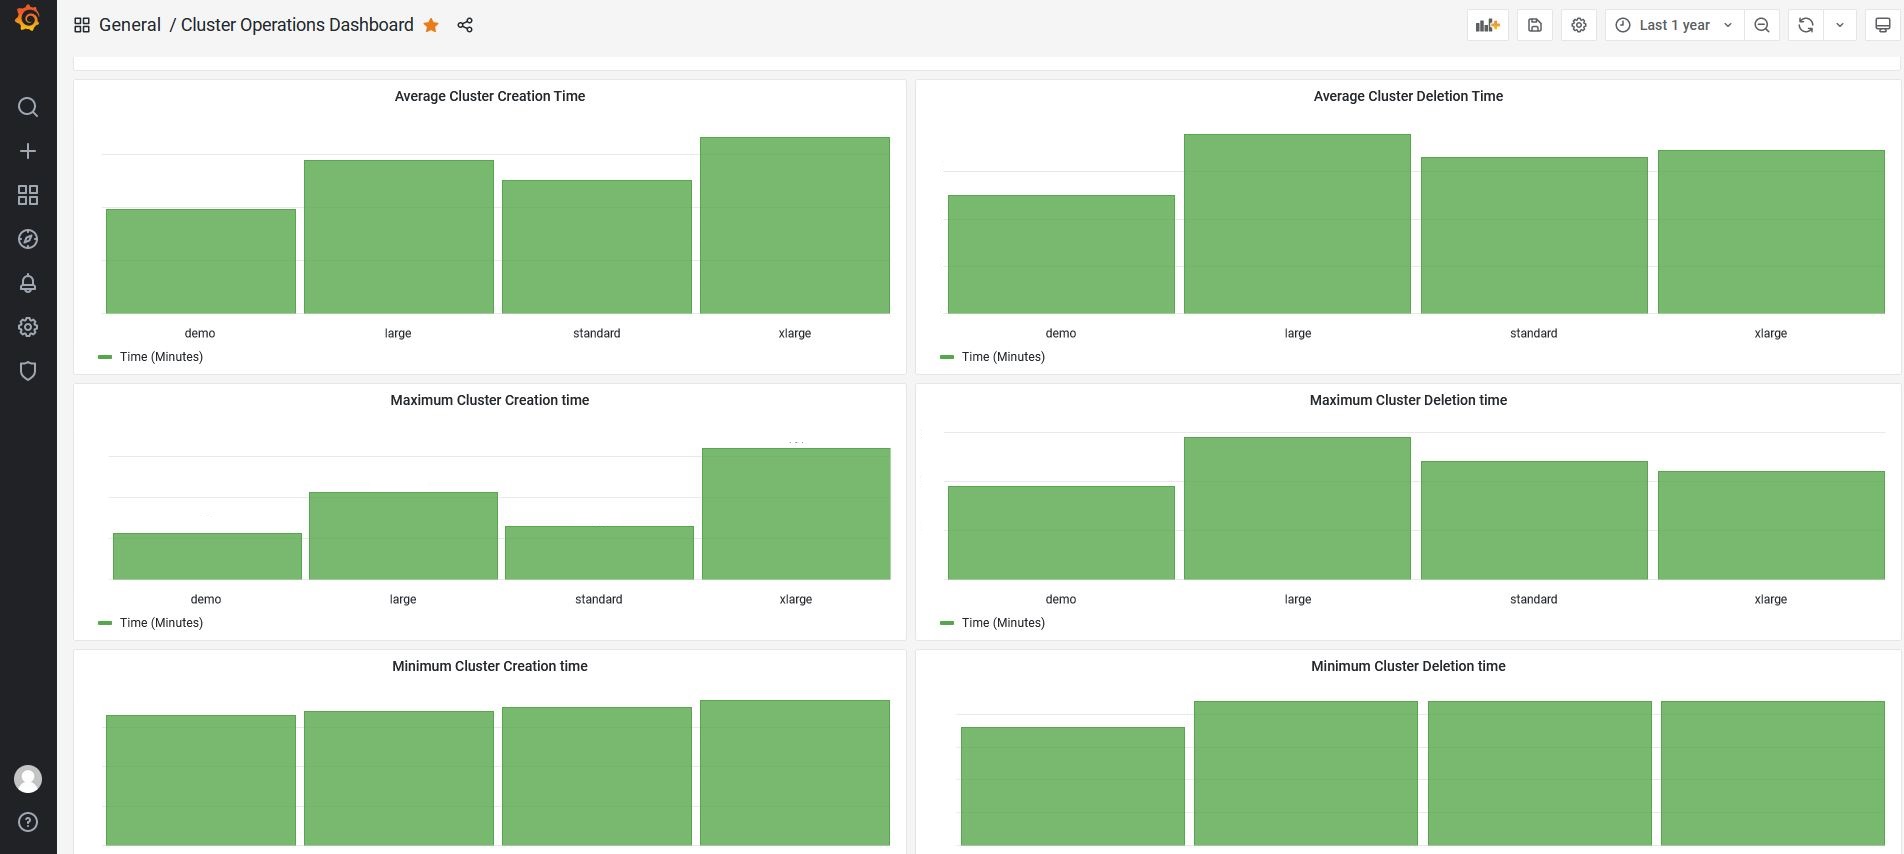 General / Cluster Operations Dashboard
Last 1 year
Average Cluster Creation Time
demo large standard xlarge
Time (Minutes)
Average Cluster Deletion Time
demo large standard xlarge
Time (Minutes)
Maximum Cluster Creation time
demo large standard xlarge
Time (Minutes)
Maximum Cluster Deletion time
demo large standard xlarge
Time (Minutes)
Minimum Cluster Creation time
Minimum Cluster Deletion time